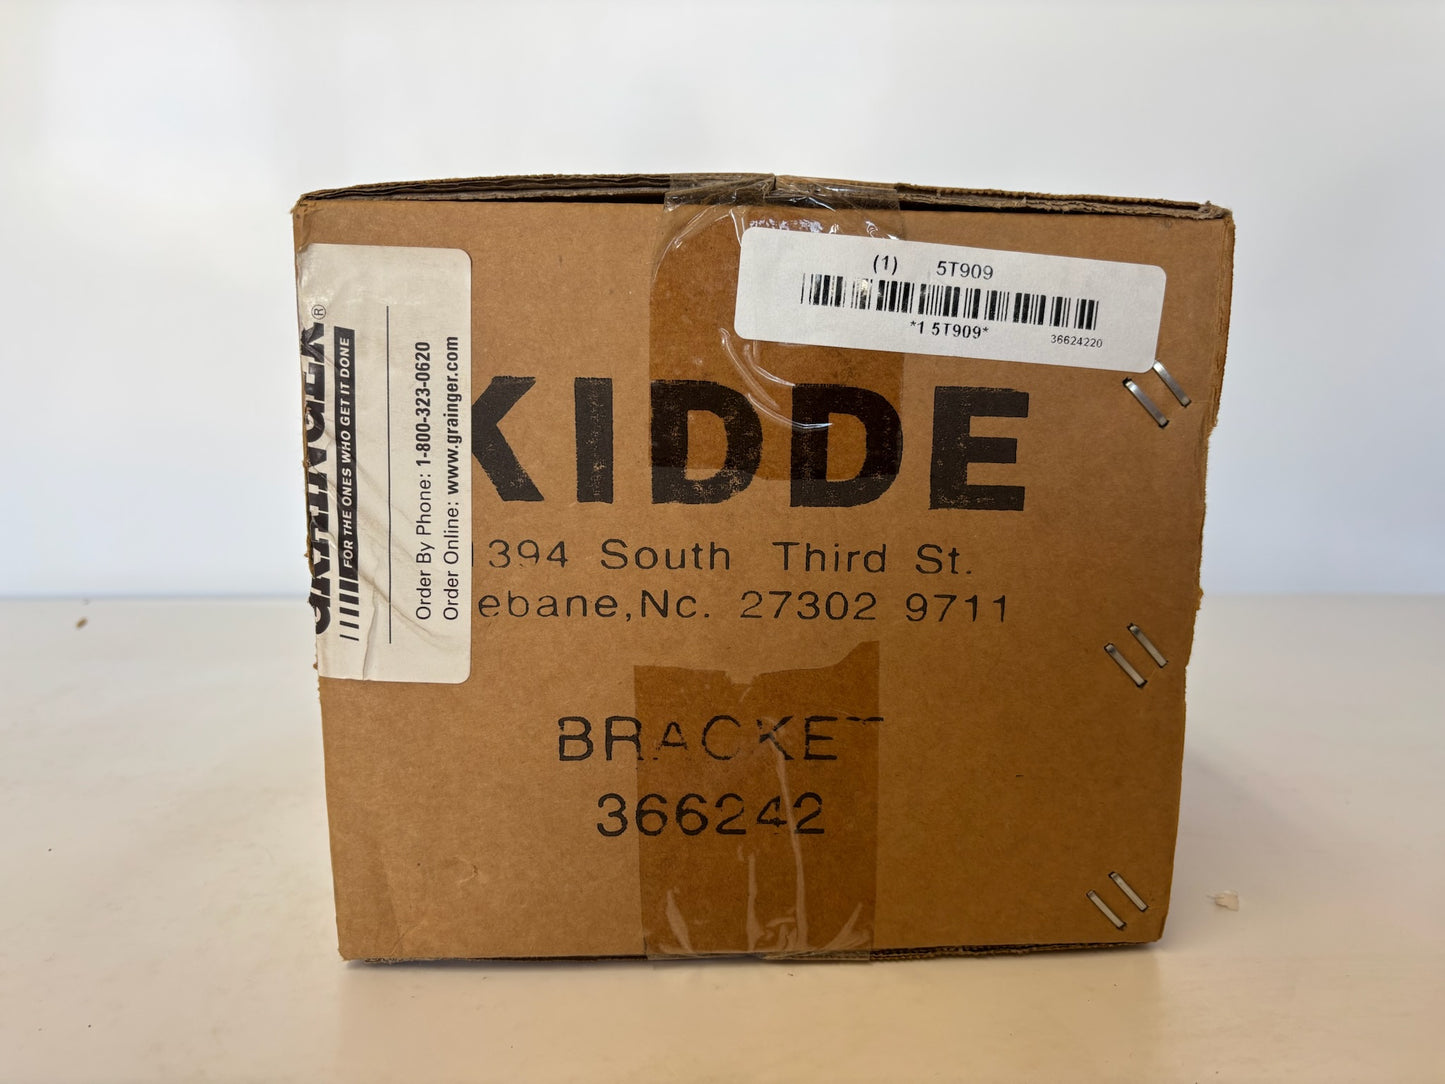 (1) 5T909
*1 5T909*
36624220
GRAINGER®
FOR THE ONES WHO GET IT DONE
Order By Phone: 1-800-323-0620
Order Online: www.grainger.com
KIDDE
1394 South Third St.
ebane,Nc. 27302 9711
BRACKET
366242